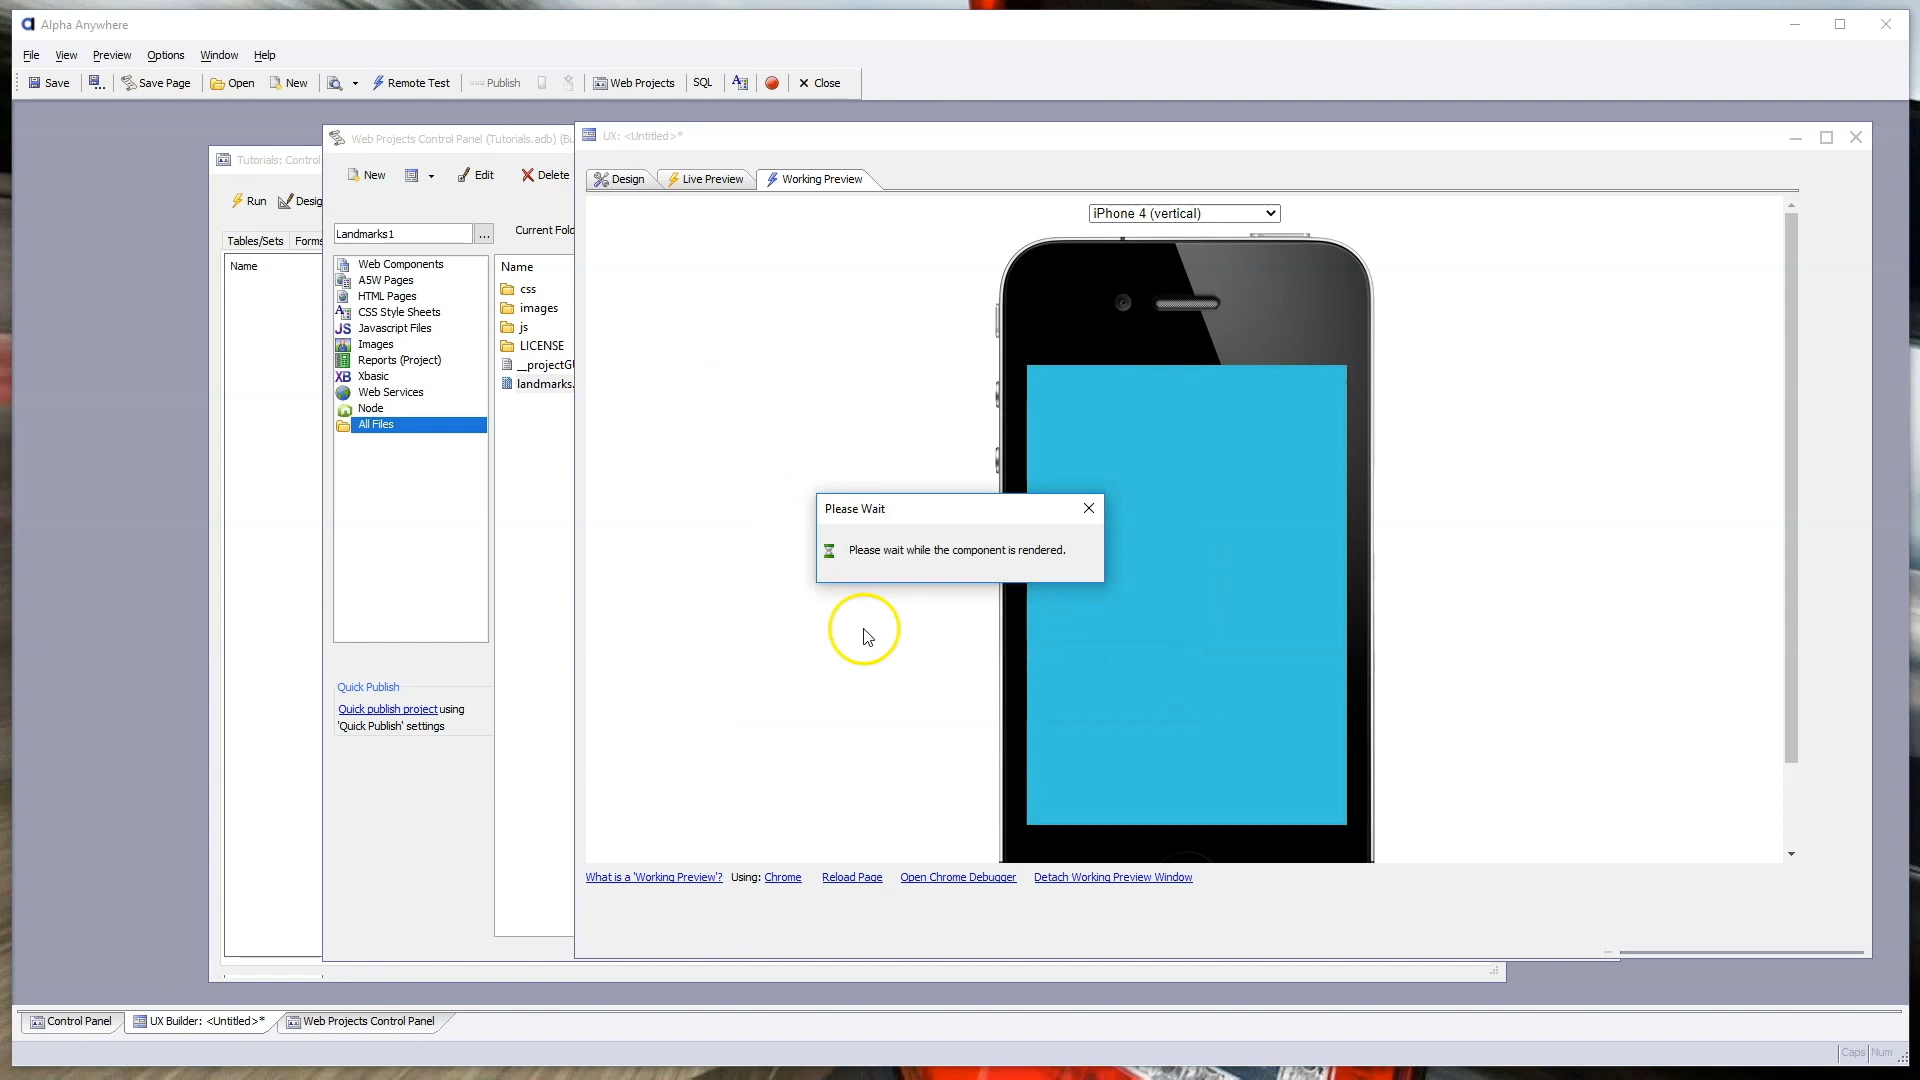 Alpha Anywhere
File View Preview Options Window Help
Save Save Page Open New Remote Test Publish Web Projects SQL Close
Tutorials: Control
Web Projects Control Panel (Tutorials.adb) (Bu
UX: <Untitled>*
New Edit Delete
Design Live Preview Working Preview
Run Desig
Landmarks1 ... Current Fold
iPhone 4 (vertical)
Tables/Sets Forms
Name
Web Components
A5W Pages
HTML Pages
CSS Style Sheets
JS Javascript Files
Images
Reports (Project)
XB Xbasic
Web Services
Node
All Files
Name
css
images
js
LICENSE
__projectGU
landmarks.
Please Wait
Please wait while the component is rendered.
Quick Publish
Quick publish project using
'Quick Publish' settings
What is a 'Working Preview'? Using: Chrome Reload Page Open Chrome Debugger Detach Working Preview Window
Control Panel UX Builder: <Untitled>* Web Projects Control Panel
Caps Num